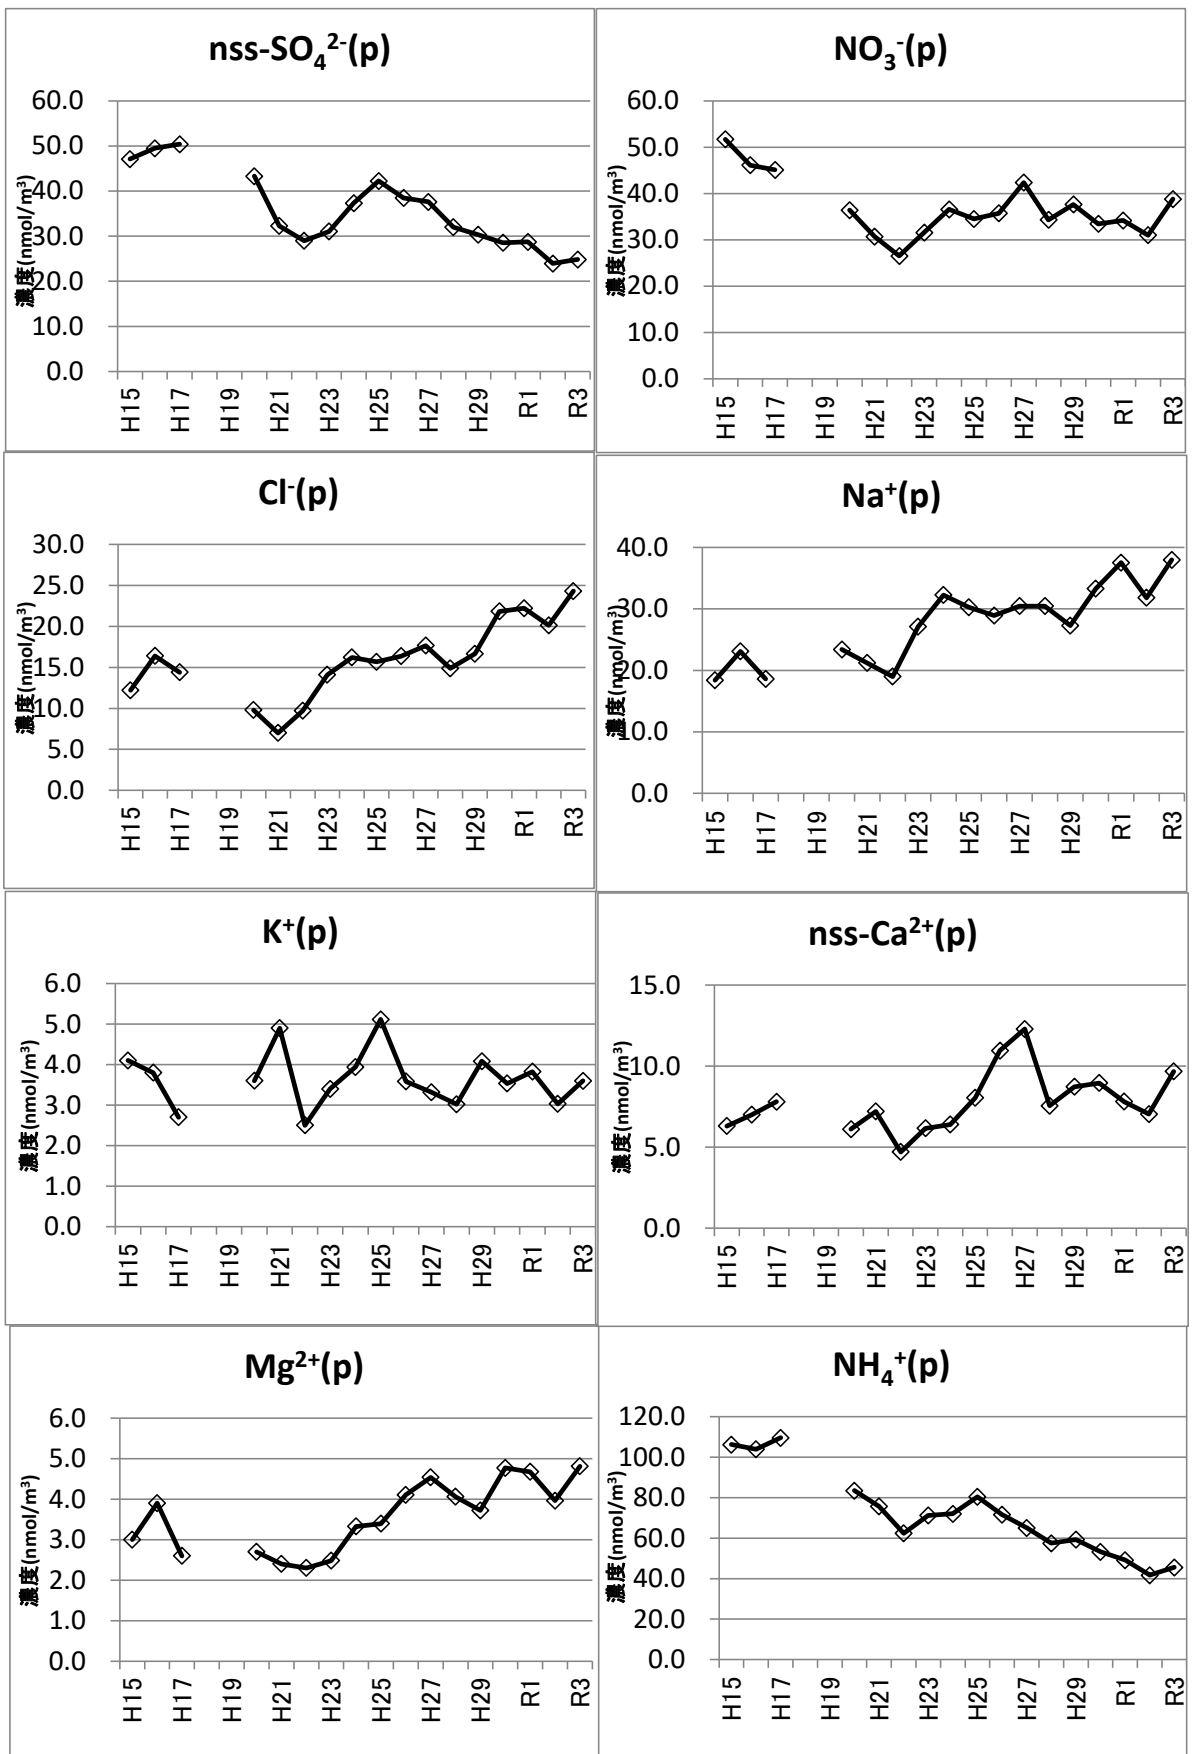 nss-SO₄²⁻(p)
60.0
50.0
40.0
30.0
20.0
10.0
0.0
濃度(nmol/m³)
H15 H17 H19 H21 H23 H25 H27 H29 R1 R3
NO₃⁻(p)
60.0
50.0
40.0
30.0
20.0
10.0
0.0
濃度(nmol/m³)
H15 H17 H19 H21 H23 H25 H27 H29 R1 R3
Cl⁻(p)
30.0
25.0
20.0
15.0
10.0
5.0
0.0
濃度(nmol/m³)
H15 H17 H19 H21 H23 H25 H27 H29 R1 R3
Na⁺(p)
40.0
30.0
20.0
10.0
0.0
濃度(nmol/m³)
H15 H17 H19 H21 H23 H25 H27 H29 R1 R3
K⁺(p)
6.0
5.0
4.0
3.0
2.0
1.0
0.0
濃度(nmol/m³)
H15 H17 H19 H21 H23 H25 H27 H29 R1 R3
nss-Ca²⁺(p)
15.0
10.0
5.0
0.0
濃度(nmol/m³)
H15 H17 H19 H21 H23 H25 H27 H29 R1 R3
Mg²⁺(p)
6.0
5.0
4.0
3.0
2.0
1.0
0.0
濃度(nmol/m³)
H15 H17 H19 H21 H23 H25 H27 H29 R1 R3
NH₄⁺(p)
120.0
100.0
80.0
60.0
40.0
20.0
0.0
濃度(nmol/m³)
H15 H17 H19 H21 H23 H25 H27 H29 R1 R3